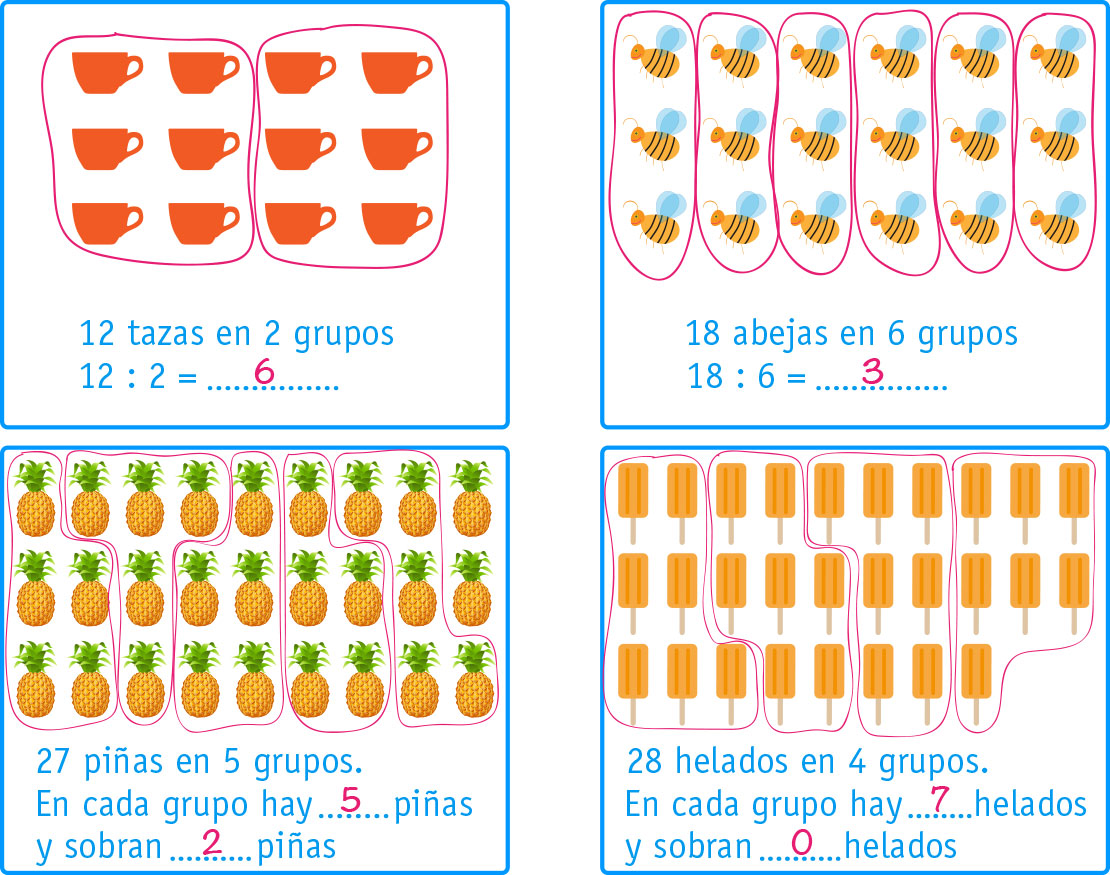 12 tazas en 2 grupos
12 : 2 = ...............6
18 abejas en 6 grupos
18 : 6 = ...............3
27 piñas en 5 grupos.
En cada grupo hay ...5... piñas
y sobran ....2.... piñas
28 helados en 4 grupos.
En cada grupo hay ...7... helados
y sobran ....0.... helados